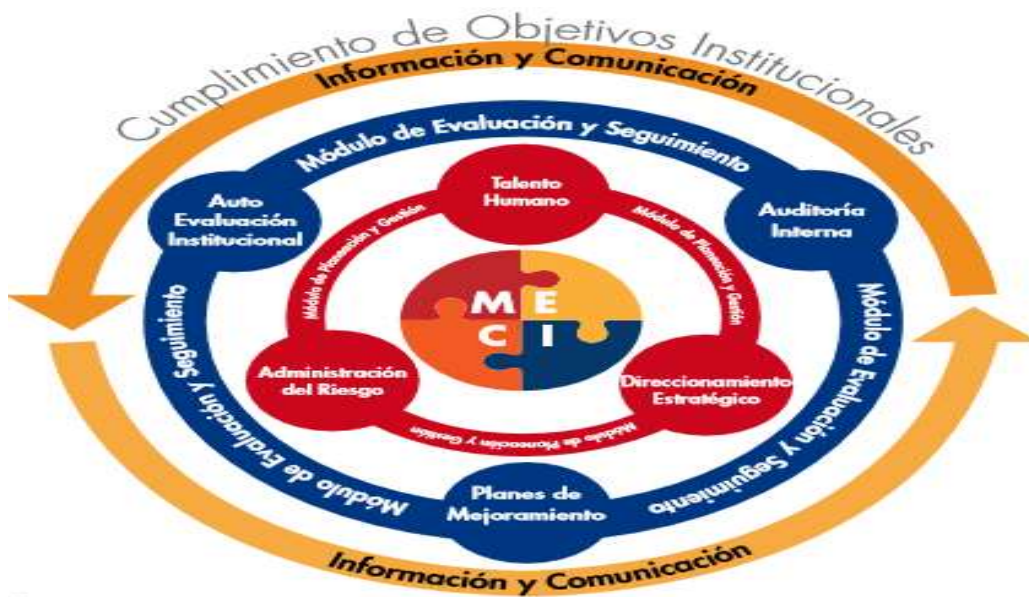 Cumplimiento de Objetivos Institucionales
Información y Comunicación
Módulo de Evaluación y Seguimiento
Talento
Humano
Auto
Evaluación
Institucional
Auditoría
Interna
Módulo de Planeación y Gestión
Módulo de Planeación y Gestión
M E
C I
Módulo de Evaluación y Seguimiento
Módulo de Evaluación y Seguimiento
Administración
del Riesgo
Direccionamiento
Estratégico
Módulo de Planeación y Gestión
Planes de
Mejoramiento
Información y Comunicación